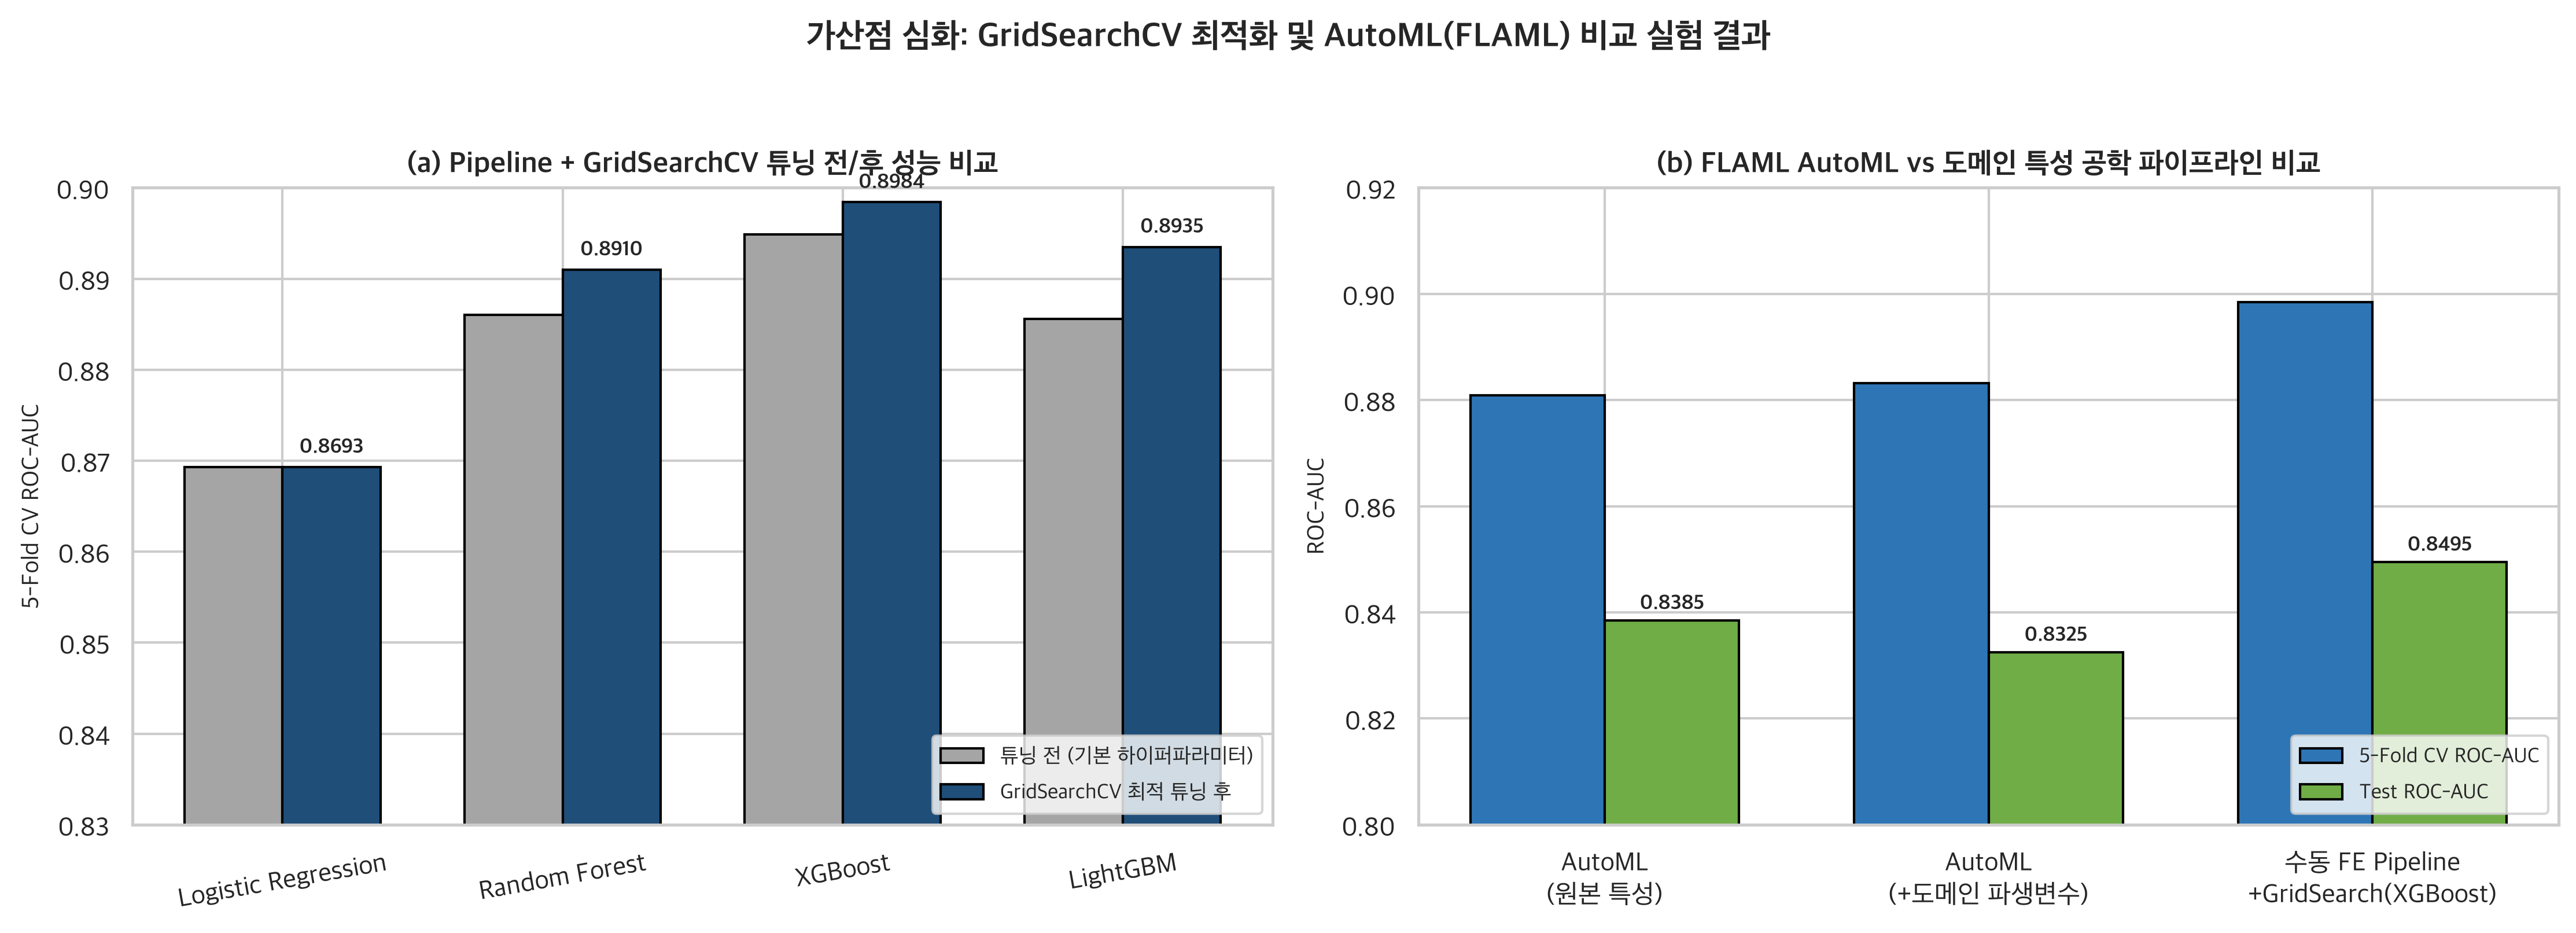 가산점 심화: GridSearchCV 최적화 및 AutoML(FLAML) 비교 실험 결과
(a) Pipeline + GridSearchCV 튜닝 전/후 성능 비교
5-Fold CV ROC-AUC
0.90
0.89
0.88
0.87
0.86
0.85
0.84
0.83
0.8693
0.8910
0.8984
0.8935
튜닝 전 (기본 하이퍼파라미터)
GridSearchCV 최적 튜닝 후
Logistic Regression
Random Forest
XGBoost
LightGBM
(b) FLAML AutoML vs 도메인 특성 공학 파이프라인 비교
ROC-AUC
0.92
0.90
0.88
0.86
0.84
0.82
0.80
0.8385
0.8325
0.8495
5-Fold CV ROC-AUC
Test ROC-AUC
AutoML
(원본 특성)
AutoML
(+도메인 파생변수)
수동 FE Pipeline
+GridSearch(XGBoost)